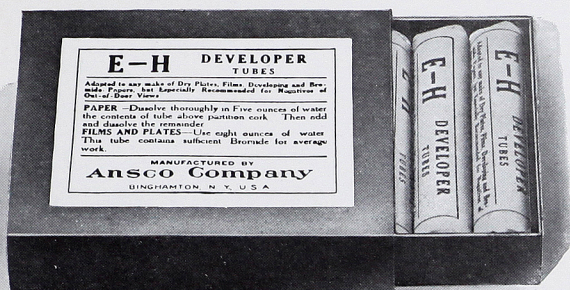 E-H DEVELOPER
TUBES
Adapted to any make of Dry Plates, Films, Developing and Bro-
mide Papers, but Especially Recommended for Negatives of
Out-of-Door Views
PAPER —Dissolve thoroughly in Five ounces of water
the contents of tube above partition cork Then add
and dissolve the remainder
FILMS AND PLATES—Use eight ounces of water
This tube contains sufficient Bromide for average
work.
MANUFACTURED BY
Ansco Company
BINGHAMTON, N. Y., U.S.A
E-H
TUBES
E-H DEVELOPER
TUBES
E-H DEVELOPER
TUBES